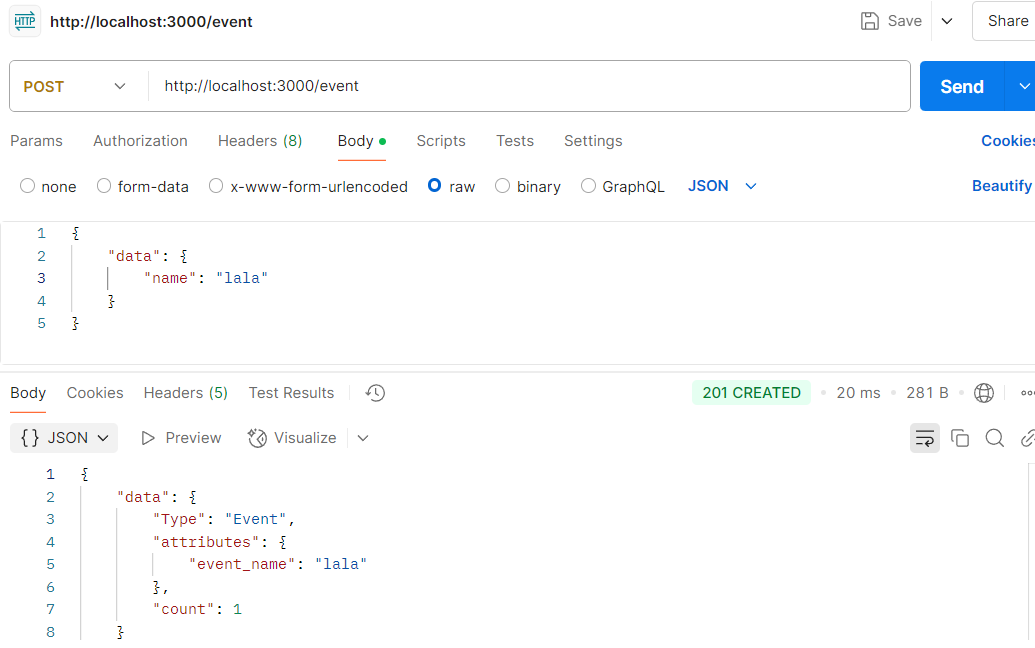 HTTP http://localhost:3000/event Save Share
POST http://localhost:3000/event Send
Params Authorization Headers (8) Body Scripts Tests Settings Cookies
none form-data x-www-form-urlencoded raw binary GraphQL JSON Beautify
1 {
2 "data": {
3 "name": "lala"
4 }
5 }
Body Cookies Headers (5) Test Results 201 CREATED 20 ms 281 B
{} JSON Preview Visualize
1 {
2 "data": {
3 "Type": "Event",
4 "attributes": {
5 "event_name": "lala"
6 },
7 "count": 1
8 }